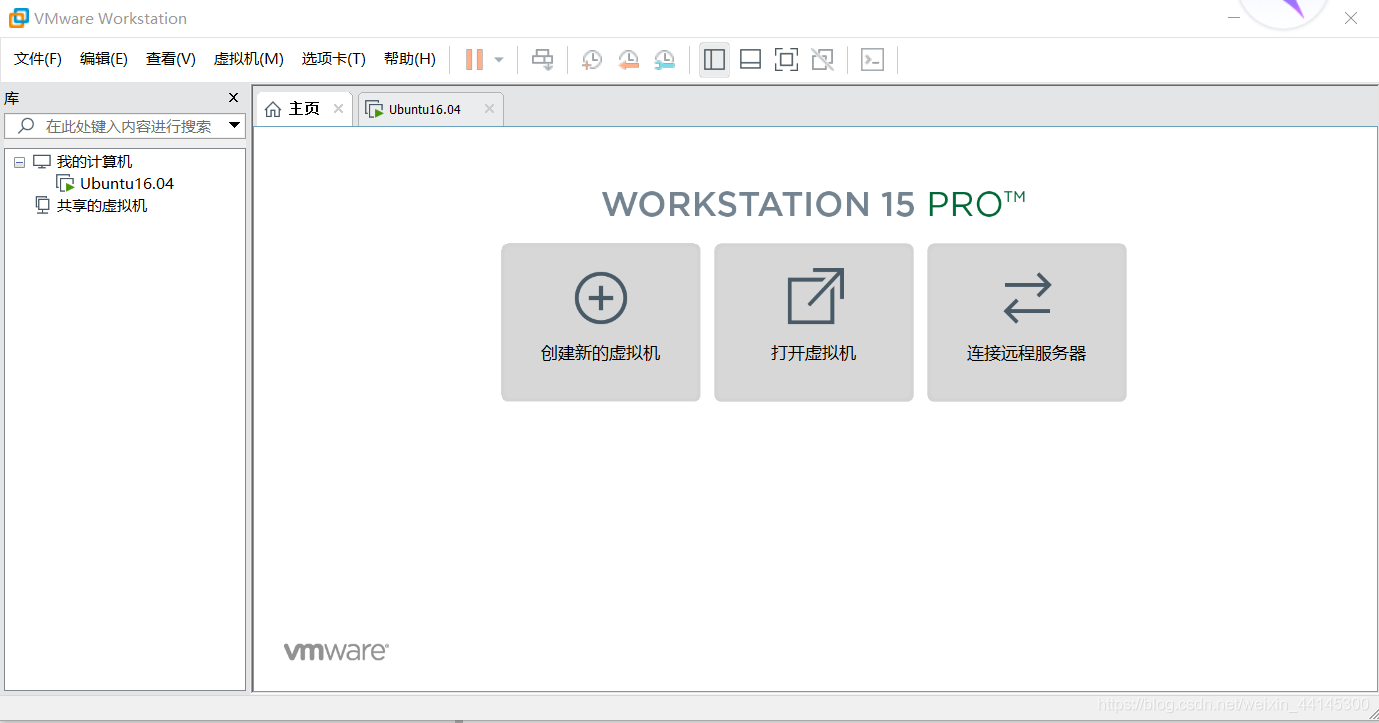 VMware Workstation
文件(F) 编辑(E) 查看(V) 虚拟机(M) 选项卡(T) 帮助(H)
库
在此处键入内容进行搜索
我的计算机
Ubuntu16.04
共享的虚拟机
主页 Ubuntu16.04
WORKSTATION 15 PRO™
创建新的虚拟机 打开虚拟机 连接远程服务器
vmware®
https://blog.csdn.net/weixin_44145300